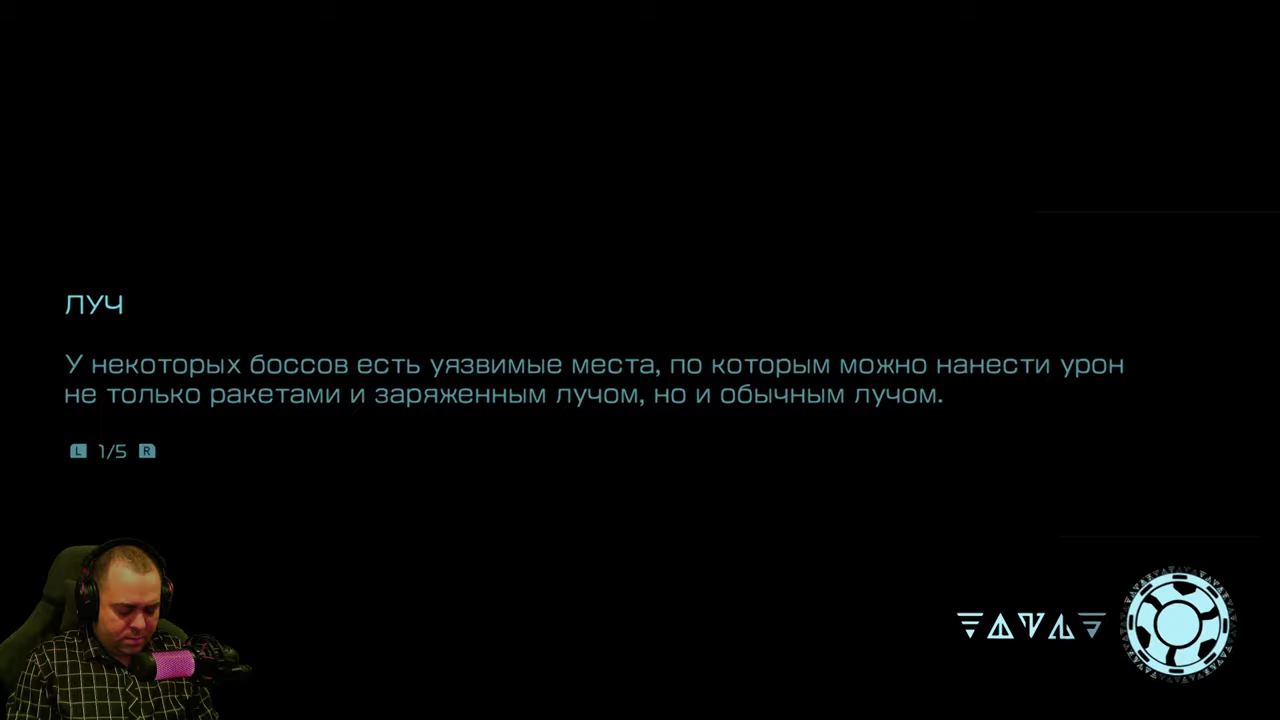 ЛУЧ
У некоторых боссов есть уязвимые места, по которым можно нанести урон
не только ракетами и заряженным лучом, но и обычным лучом.
L 1/5 R